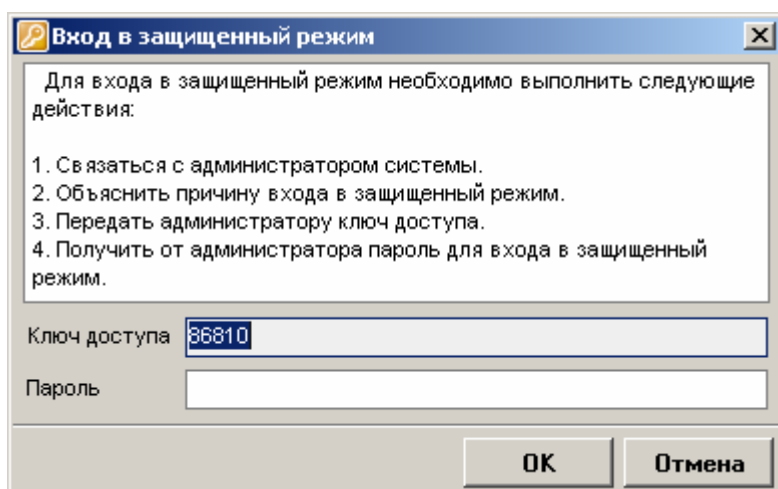 Вход в защищенный режим
Для входа в защищенный режим необходимо выполнить следующие
действия:
1. Связаться с администратором системы.
2. Объяснить причину входа в защищенный режим.
3. Передать администратору ключ доступа.
4. Получить от администратора пароль для входа в защищенный
режим.
Ключ доступа 86810
Пароль
OK Отмена